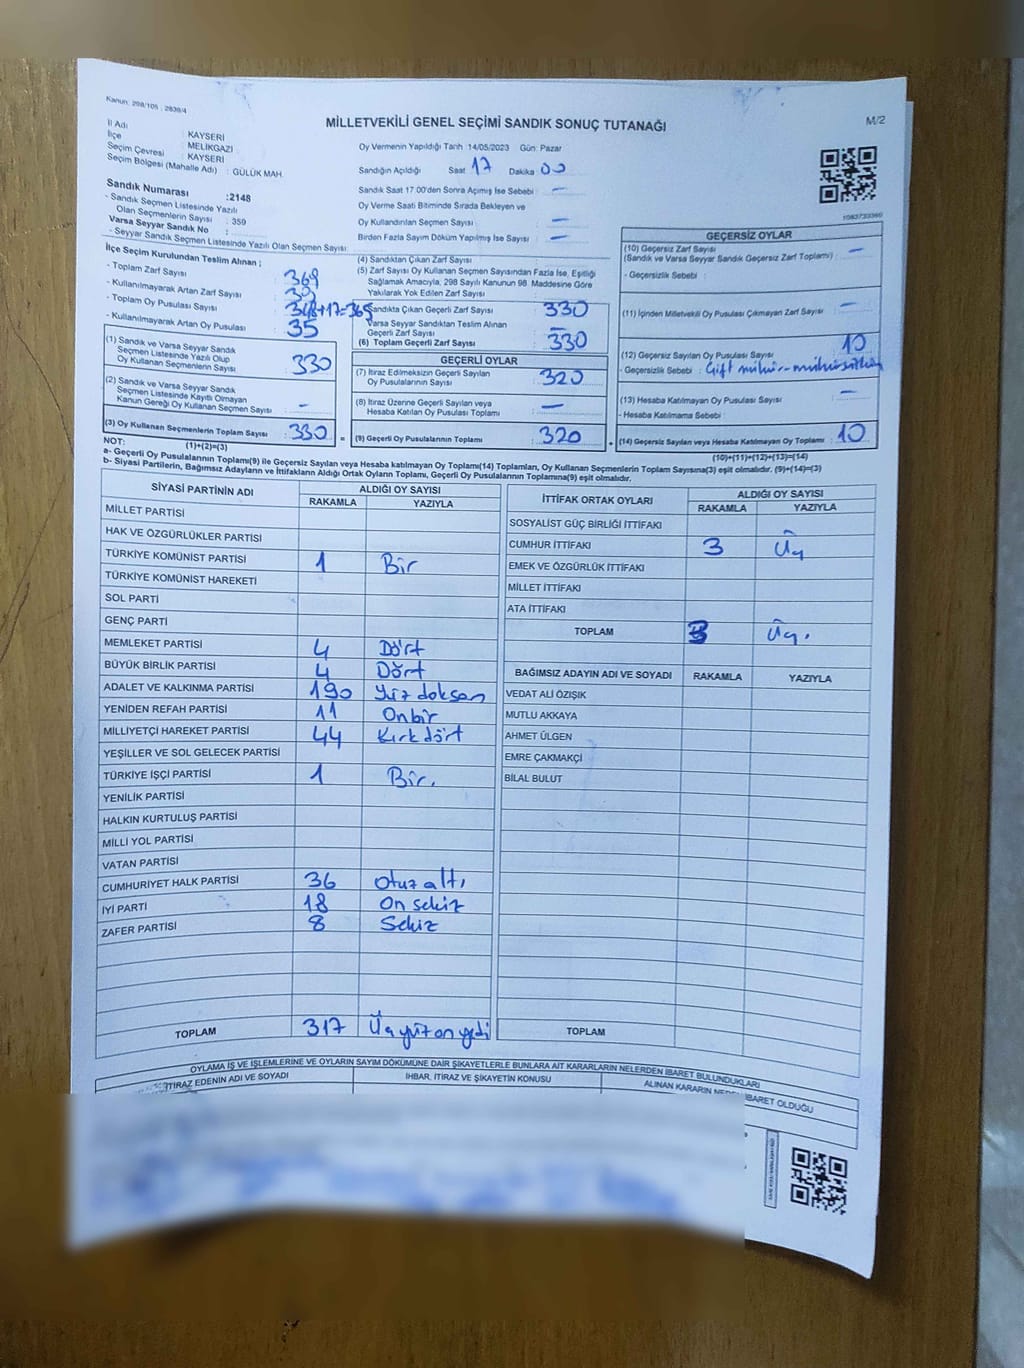 Kanun: 298/105 ; 2839/4
MİLLETVEKİLİ GENEL SEÇİMİ SANDIK SONUÇ TUTANAĞI
M/2
İl Adı : KAYSERİ
İlçe : MELİKGAZİ
Seçim Çevresi : KAYSERİ
Seçim Bölgesi (Mahalle Adı) : GÜLÜK MAH.
Sandık Numarası :2148
- Sandık Seçmen Listesinde Yazılı
Olan Seçmenlerin Sayısı : 359
Varsa Seyyar Sandık No :
- Seyyar Sandık Seçmen Listesinde Yazılı Olan Seçmen Sayısı:
Oy Vermenin Yapıldığı Tarih :14/05/2023 Gün: Pazar
Sandığın Açıldığı Saat 17 Dakika 00
Sandık Saat 17:00'den Sonra Açımış İse Sebebi : —
Oy Verme Saati Bitiminde Sırada Bekleyen ve
Oy Kullandırılan Seçmen Sayısı : —
Birden Fazla Sayım Döküm Yapılmış İse Sayısı : —
İlçe Seçim Kurulundan Teslim Alınan ;
- Toplam Zarf Sayısı : 369
- Kullanılmayarak Artan Zarf Sayısı : 39
- Toplam Oy Pusulası Sayısı : 348+17=365
- Kullanılmayarak Artan Oy Pusulası : 35
(1) Sandık ve Varsa Seyyar Sandık
Seçmen Listesinde Yazılı Olup
Oy Kullanan Seçmenlerin Sayısı : 330
(2) Sandık ve Varsa Seyyar Sandık
Seçmen Listesinde Kayıtlı Olmayan
Kanun Gereği Oy Kullanan Seçmen Sayısı : —
(3) Oy Kullanan Seçmenlerin Toplam Sayısı : 330
(1)+(2)=(3)
(4) Sandıktan Çıkan Zarf Sayısı :
(5) Zarf Sayısı Oy Kullanan Seçmen Sayısından Fazla İse, Eşitliği
Sağlamak Amacıyla, 298 Sayılı Kanunun 98. Maddesine Göre
Yakılarak Yok Edilen Zarf Sayısı :
Sandıkta Çıkan Geçerli Zarf Sayısı : 330
Varsa Seyyar Sandıktan Teslim Alınan
Geçerli Zarf Sayısı : —
(6) Toplam Geçerli Zarf Sayısı : 330
GEÇERLİ OYLAR
(7) İtiraz Edilmeksizin Geçerli Sayılan
Oy Pusulalarının Sayısı : 320
(8) İtiraz Üzerine Geçerli Sayılan veya
Hesaba Katılan Oy Pusulası Toplamı : —
= (9) Geçerli Oy Pusulalarının Toplamı : 320
1083733360
GEÇERSİZ OYLAR
(10) Geçersiz Zarf Sayısı
(Sandık ve Varsa Seyyar Sandık Geçersiz Zarf Toplamı) : —
- Geçersizlik Sebebi :
(11) İçinden Milletvekili Oy Pusulası Çıkmayan Zarf Sayısı : —
(12) Geçersiz Sayılan Oy Pusulası Sayısı : 10
- Geçersizlik Sebebi : Çift mühür - mühürsüzlük
(13) Hesaba Katılmayan Oy Pusulası Sayısı : —
- Hesaba Katılmama Sebebi :
+ (14) Geçersiz Sayılan veya Hesaba Katılmayan Oy Toplamı : 10
(10)+(11)+(12)+(13)=(14)
NOT:
a- Geçerli Oy Pusulalarının Toplamı(9) ile Geçersiz Sayılan veya Hesaba katılmayan Oy Toplamı(14) Toplamları, Oy Kullanan Seçmenlerin Toplam Sayısına(3) eşit olmalıdır. (9)+(14)=(3)
b- Siyasi Partilerin, Bağımsız Adayların ve İttifakların Aldığı Ortak Oyların Toplamı, Geçerli Oy Pusulalarının Toplamına(9) eşit olmalıdır.
SİYASİ PARTİNİN ADI
ALDIĞI OY SAYISI
RAKAMLA YAZIYLA
MİLLET PARTİSİ
HAK VE ÖZGÜRLÜKLER PARTİSİ
TÜRKİYE KOMÜNİST PARTİSİ 1 Bir
TÜRKİYE KOMÜNİST HAREKETİ
SOL PARTİ
GENÇ PARTİ
MEMLEKET PARTİSİ 4 Dört
BÜYÜK BİRLİK PARTİSİ 4 Dört
ADALET VE KALKINMA PARTİSİ 190 Yüz doksan
YENİDEN REFAH PARTİSİ 11 Onbir
MİLLİYETÇİ HAREKET PARTİSİ 44 Kırk dört
YEŞİLLER VE SOL GELECEK PARTİSİ
TÜRKİYE İŞÇİ PARTİSİ 1 Bir.
YENİLİK PARTİSİ
HALKIN KURTULUŞ PARTİSİ
MİLLİ YOL PARTİSİ
VATAN PARTİSİ
CUMHURİYET HALK PARTİSİ 36 Otuz altı
İYİ PARTİ 18 On sekiz
ZAFER PARTİSİ 8 Sekiz
TOPLAM 317 Üç yüz on yedi
İTTİFAK ORTAK OYLARI
ALDIĞI OY SAYISI
RAKAMLA YAZIYLA
SOSYALİST GÜÇ BİRLİĞİ İTTİFAKI
CUMHUR İTTİFAKI 3 Üç
EMEK VE ÖZGÜRLÜK İTTİFAKI
MİLLET İTTİFAKI
ATA İTTİFAKI
TOPLAM 3 Üç.
BAĞIMSIZ ADAYIN ADI VE SOYADI RAKAMLA YAZIYLA
VEDAT ALİ ÖZIŞIK
MUTLU AKKAYA
AHMET ÜLGEN
EMRE ÇAKMAKÇİ
BİLAL BULUT
TOPLAM
OYLAMA İŞ VE İŞLEMLERİNE VE OYLARIN SAYIM DÖKÜMÜNE DAİR ŞİKAYETLERLE BUNLARA AİT KARARLARIN NELERDEN İBARET BULUNDUKLARI
İTİRAZ EDENİN ADI VE SOYADI
İHBAR, İTİRAZ VE ŞİKAYETİN KONUSU
ALINAN KARARIN İBARET OLDUĞU